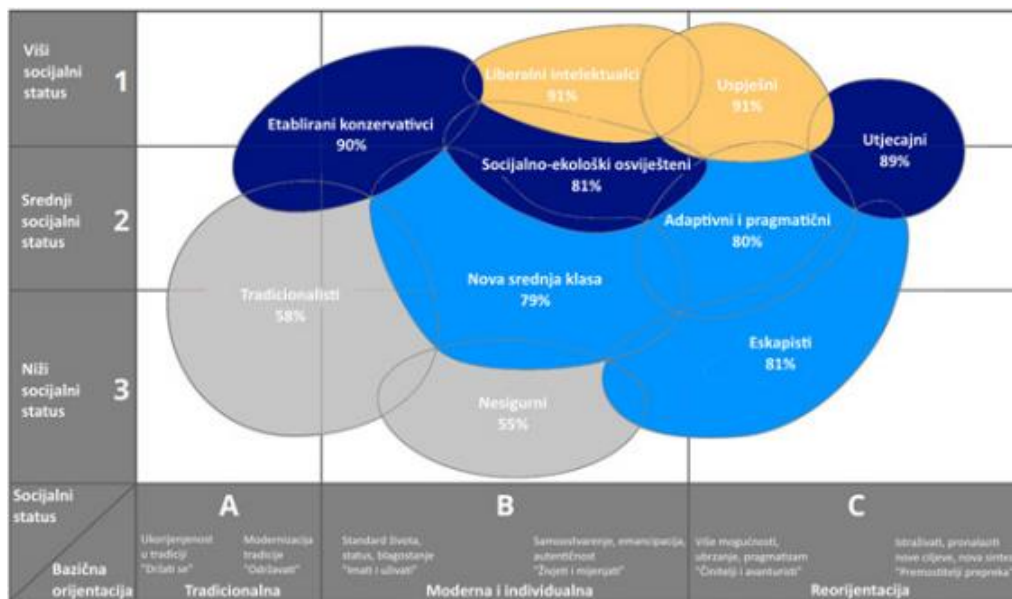 Viši
socijalni
status
1
Srednji
socijalni
status
2
Niži
socijalni
status
3
Liberalni intelektualci
91%
Uspješni
91%
Etablirani konzervativci
90%
Utjecajni
89%
Socijalno-ekološki osviješteni
81%
Adaptivni i pragmatični
80%
Tradicionalisti
58%
Nova srednja klasa
79%
Eskapisti
81%
Nesigurni
55%
Socijalni
status
Bazična
orijentacija
A
Ukorijenjenost
u tradiciji
"Držati se"
Modernizacija
tradicije
"Održavati"
Tradicionalna
B
Standard života,
status, blagostanje
"Imati i uživati"
Samoostvarenje, emancipacija,
autentičnost
"Živjeti i mijenjati"
Moderna i individualna
C
Više mogućnosti,
ubrzanje, pragmatizam
"Činitelji i avanturisti"
Istraživati, pronalaziti
nove ciljeve, nova sinteza
"Premostitelji prepreka"
Reorijentacija